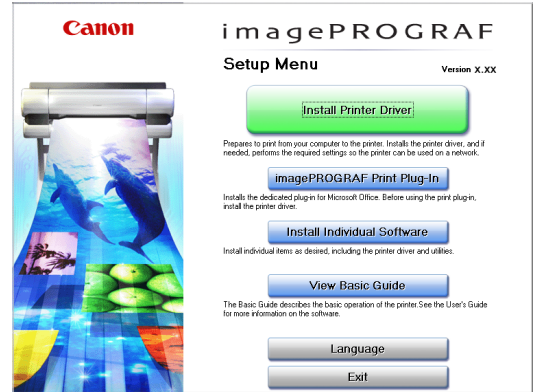 Canon
imagePROGRAF
Setup Menu
Version X.XX
Install Printer Driver
Prepares to print from your computer to the printer. Installs the printer driver, and if
needed, performs the required settings so the printer can be used on a network.
imagePROGRAF Print Plug-In
Installs the dedicated plug-in for Microsoft Office. Before using the print plug-in,
install the printer driver.
Install Individual Software
Install individual items as desired, including the printer driver and utilities.
View Basic Guide
The Basic Guide describes the basic operation of the printer.See the User's Guide
for more information on the software.
Language
Exit